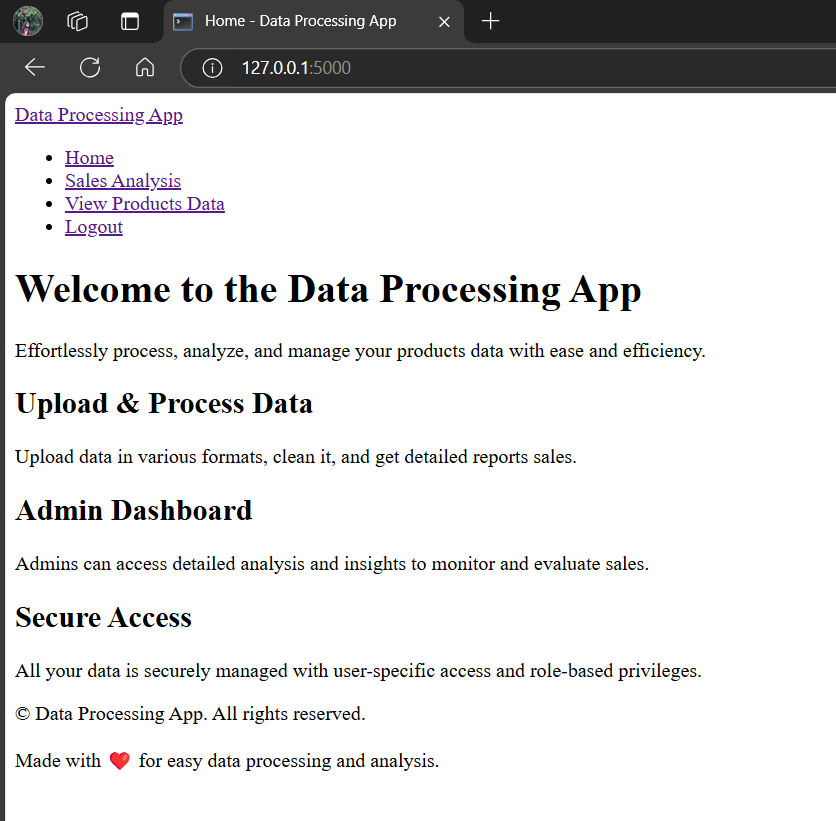 Home - Data Processing App
127.0.0.1:5000
Data Processing App
Home
Sales Analysis
View Products Data
Logout
Welcome to the Data Processing App
Effortlessly process, analyze, and manage your products data with ease and efficiency.
Upload & Process Data
Upload data in various formats, clean it, and get detailed reports sales.
Admin Dashboard
Admins can access detailed analysis and insights to monitor and evaluate sales.
Secure Access
All your data is securely managed with user-specific access and role-based privileges.
© Data Processing App. All rights reserved.
Made with ❤️ for easy data processing and analysis.